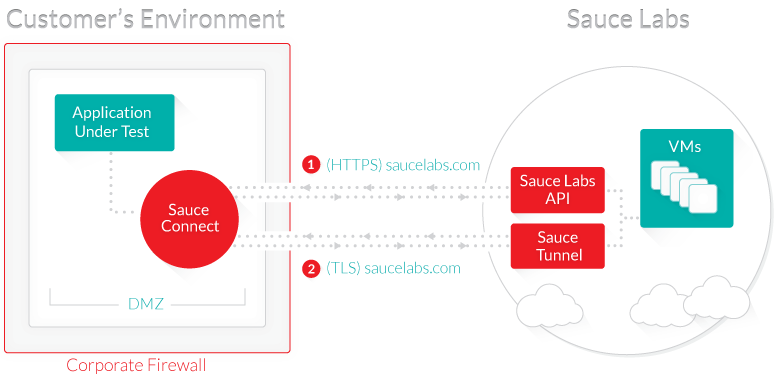 Customer's Environment
Sauce Labs
Application
Under Test
Sauce
Connect
DMZ
Corporate Firewall
1 (HTTPS) saucelabs.com
2 (TLS) saucelabs.com
Sauce Labs
API
Sauce
Tunnel
VMs